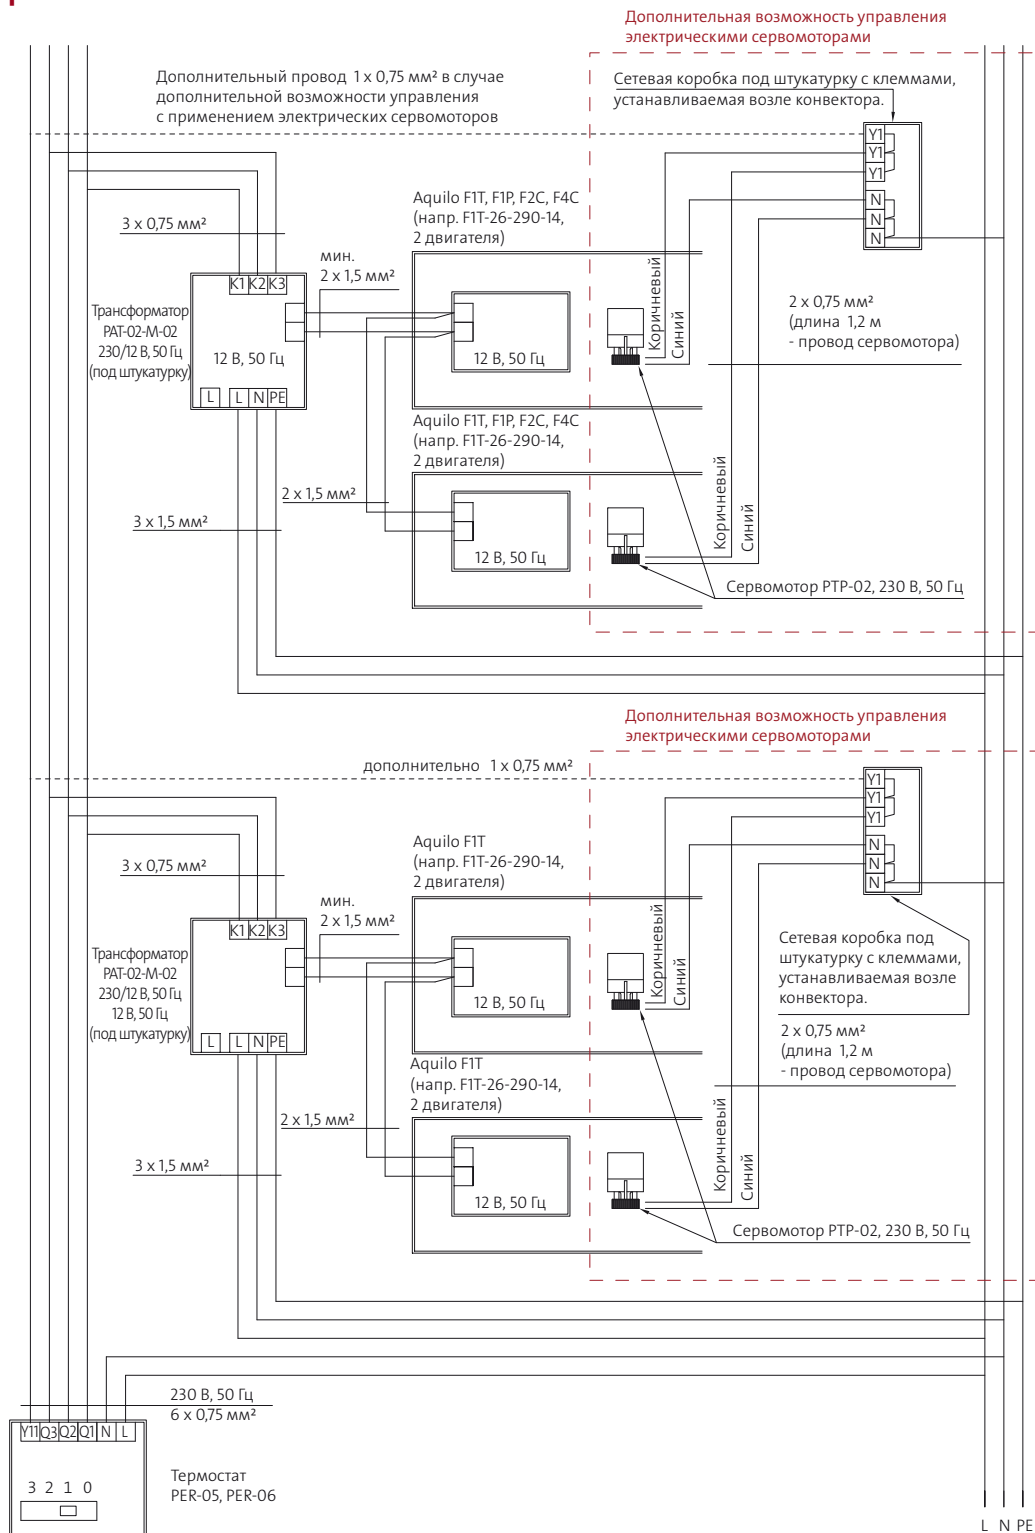 Дополнительная возможность управления
электрическими сервомоторами
Дополнительный провод 1 x 0,75 мм² в случае
дополнительной возможности управления
с применением электрических сервомоторов
Сетевая коробка под штукатурку с клеммами,
устанавливаемая возле конвектора.
Y1
Y1
Y1
N
N
N
3 x 0,75 мм²
Aquilo F1T, F1P, F2C, F4C
(напр. F1T-26-290-14,
2 двигателя)
мин.
2 x 1,5 мм²
K1 K2 K3
Трансформатор
PAT-02-M-02
230/12 В, 50 Гц
(под штукатурку)
12 В, 50 Гц
L L N PE
12 В, 50 Гц
Коричневый
Синий
2 x 0,75 мм²
(длина 1,2 м
- провод сервомотора)
Aquilo F1T, F1P, F2C, F4C
(напр. F1T-26-290-14,
2 двигателя)
2 x 1,5 мм²
3 x 1,5 мм²
12 В, 50 Гц
Коричневый
Синий
Сервомотор PTP-02, 230 В, 50 Гц
Дополнительная возможность управления
электрическими сервомоторами
дополнительно 1 x 0,75 мм²
Y1
Y1
Y1
N
N
N
3 x 0,75 мм²
Aquilo F1T
(напр. F1T-26-290-14,
2 двигателя)
мин.
2 x 1,5 мм²
K1 K2 K3
Трансформатор
PAT-02-M-02
230/12 В, 50 Гц
12 В, 50 Гц
(под штукатурку)
L L N PE
12 В, 50 Гц
Коричневый
Синий
Сетевая коробка под
штукатурку с клеммами,
устанавливаемая возле
конвектора.
2 x 0,75 мм²
(длина 1,2 м
- провод сервомотора)
Aquilo F1T
(напр. F1T-26-290-14,
2 двигателя)
2 x 1,5 мм²
3 x 1,5 мм²
12 В, 50 Гц
Коричневый
Синий
Сервомотор PTP-02, 230 В, 50 Гц
230 В, 50 Гц
6 x 0,75 мм²
Y11 Q3 Q2 Q1 N L
3 2 1 0
Термостат
PER-05, PER-06
L N PE